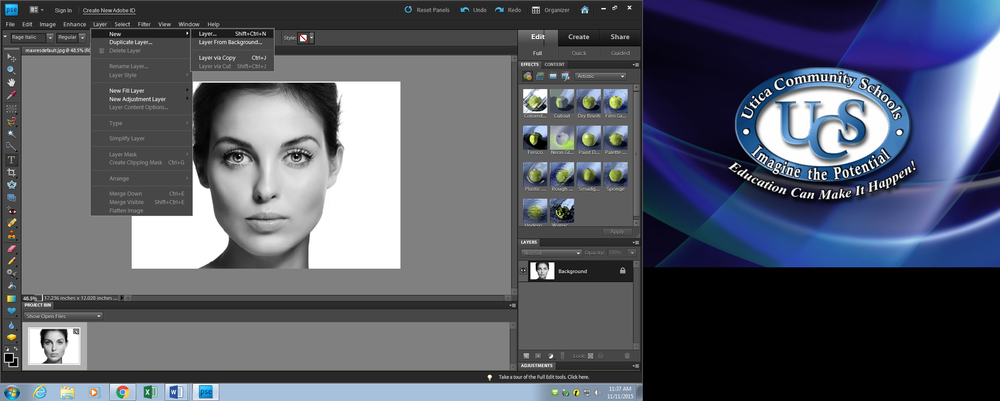 pse
Sign In
Create New Adobe ID
Reset Panels
Undo
Redo
Organizer
File Edit Image Enhance Layer Select Filter View Window Help
Rage Italic
Regular
Style:
Edit
Create
Share
Full
Quick
Guided
maxresdefault.jpg @ 48.5% (RG
New
Duplicate Layer...
Delete Layer
Rename Layer...
Layer Style
New Fill Layer
New Adjustment Layer
Layer Content Options...
Type
Simplify Layer
Layer Mask
Create Clipping Mask Ctrl+G
Arrange
Merge Down Ctrl+E
Merge Visible Shift+Ctrl+E
Flatten Image
Layer... Shift+Ctrl+N
Layer From Background...
Layer via Copy Ctrl+J
Layer via Cut Shift+Ctrl+J
T
EFFECTS CONTENT
fx
Artistic
Colored... Cutout Dry Brush Film Gr...
Fresco Neon Gl... Paint D... Palette ...
Plastic ... Rough ... Smudg... Sponge
Undern Waterc
Apply
LAYERS
Normal
Opacity: 100%
Background
Lock:
ADJUSTMENTS
48.5%
17.236 inches x 12.028 inches ...
PROJECT BIN
Show Open Files
Take a tour of the Full Edit tools. Click here.
pse
11:37 AM
11/11/2015
Utica Community Schools
UCS
Imagine the Potential
Education Can Make It Happen!